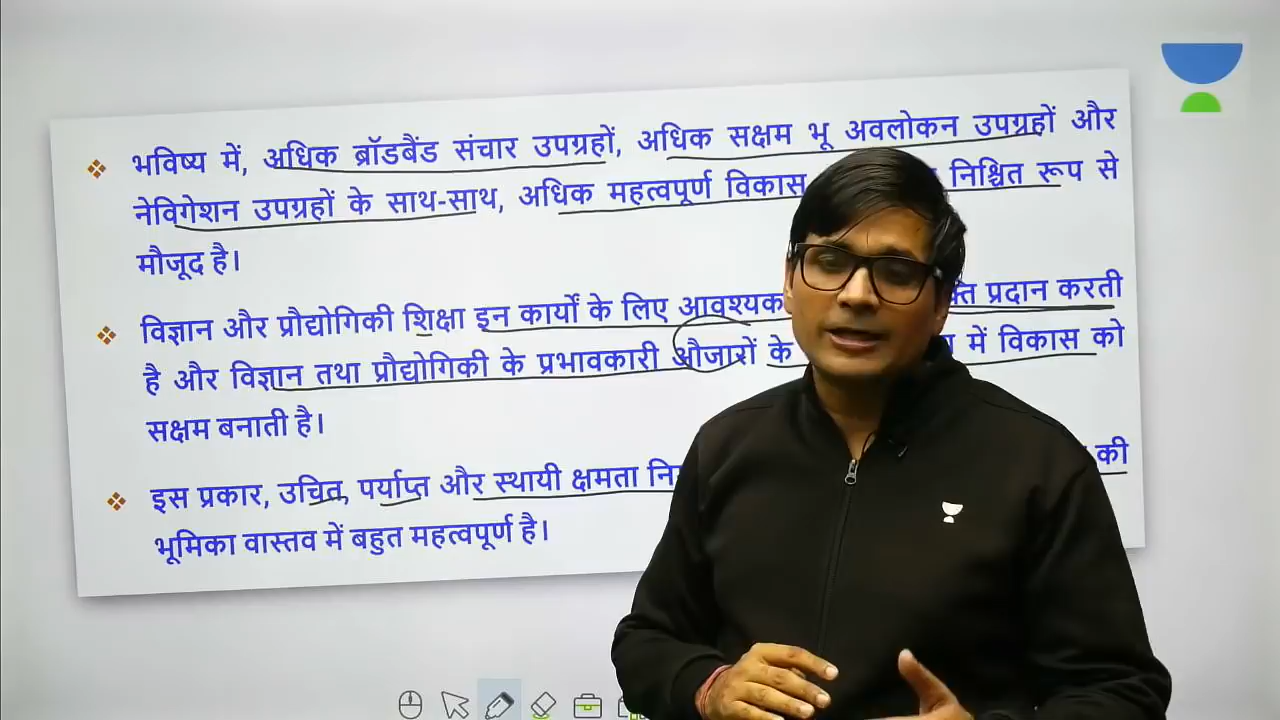 भविष्य में, अधिक ब्रॉडबैंड संचार उपग्रहों, अधिक सक्षम भू अवलोकन उपग्रहों और
नेविगेशन उपग्रहों के साथ-साथ, अधिक महत्वपूर्ण विकास निश्चित रूप से
मौजूद है।
विज्ञान और प्रौद्योगिकी शिक्षा इन कार्यों के लिए आवश्यक प्रदान करती
है और विज्ञान तथा प्रौद्योगिकी के प्रभावकारी औजारों के में विकास को
सक्षम बनाती है।
इस प्रकार, उचित, पर्याप्त और स्थायी क्षमता की
भूमिका वास्तव में बहुत महत्वपूर्ण है।